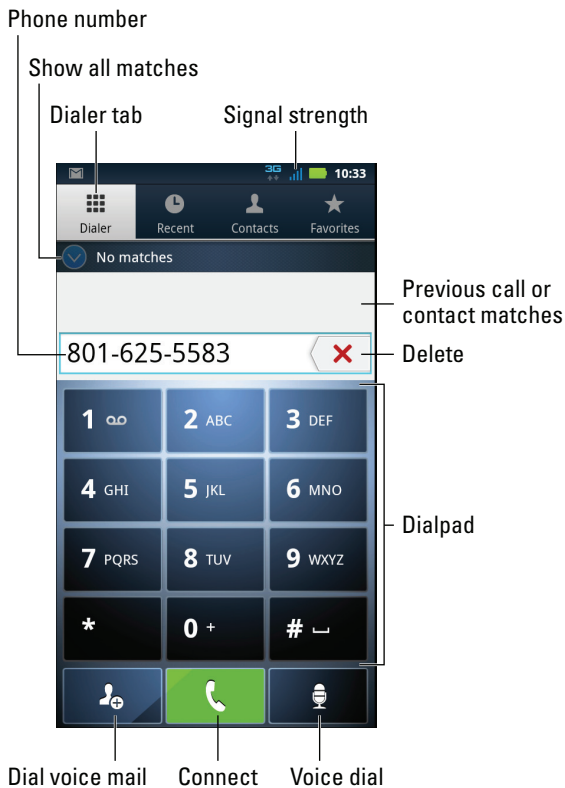 Phone number
Show all matches
Dialer tab
Signal strength
3G
10:33
Dialer
Recent
Contacts
Favorites
No matches
Previous call or
contact matches
801-625-5583
Delete
1
2 ABC
3 DEF
4 GHI
5 JKL
6 MNO
Dialpad
7 PQRS
8 TUV
9 WXYZ
*
0 +
#
Dial voice mail
Connect
Voice dial